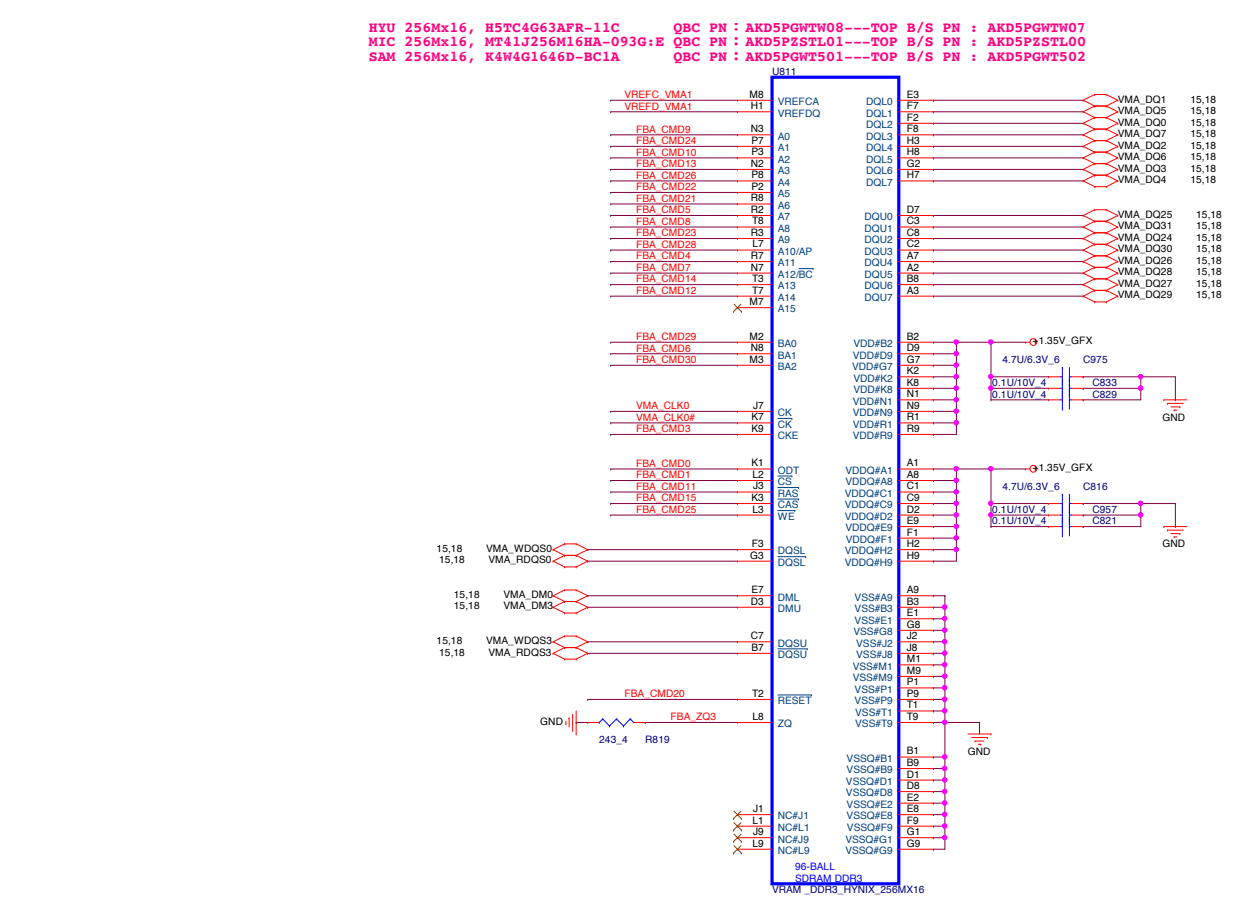 HYU 256Mx16, H5TC4G63AFR-11C QBC PN : AKD5PGWTW08---TOP B/S PN : AKD5PGWTW07
MIC 256Mx16, MT41J256M16HA-093G:E QBC PN : AKD5PZSTL01---TOP B/S PN : AKD5PZSTL00
SAM 256Mx16, K4W4G1646D-BC1A QBC PN : AKD5PGWT501---TOP B/S PN : AKD5PGWT502
U811
VREFC_VMA1 M8 VREFCA DQL0 E3 VMA_DQ1 15,18
VREFD_VMA1 H1 VREFDQ DQL1 F7 VMA_DQ5 15,18
DQL2 F2 VMA_DQ0 15,18
FBA_CMD9 N3 A0 DQL3 F8 VMA_DQ7 15,18
FBA_CMD24 P7 A1 DQL4 H3 VMA_DQ2 15,18
FBA_CMD10 P3 A2 DQL5 H8 VMA_DQ6 15,18
FBA_CMD13 N2 A3 DQL6 G2 VMA_DQ3 15,18
FBA_CMD26 P8 A4 DQL7 H7 VMA_DQ4 15,18
FBA_CMD22 P2 A5
FBA_CMD21 R8 A6
FBA_CMD5 R2 A7 DQU0 D7 VMA_DQ25 15,18
FBA_CMD8 T8 A8 DQU1 C3 VMA_DQ31 15,18
FBA_CMD23 R3 A9 DQU2 C8 VMA_DQ24 15,18
FBA_CMD28 L7 A10/AP DQU3 C2 VMA_DQ30 15,18
FBA_CMD4 R7 A11 DQU4 A7 VMA_DQ26 15,18
FBA_CMD7 N7 A12/BC DQU5 A2 VMA_DQ28 15,18
FBA_CMD14 T3 A13 DQU6 B8 VMA_DQ27 15,18
FBA_CMD12 T7 A14 DQU7 A3 VMA_DQ29 15,18
M7 A15
FBA_CMD29 M2 BA0 VDD#B2 B2 +1.35V_GFX
FBA_CMD6 N8 BA1 VDD#D9 D9
FBA_CMD30 M3 BA2 VDD#G7 G7 4.7U/6.3V_6 C975
VDD#K2 K2
VDD#K8 K8 0.1U/10V_4 C833
VDD#N1 N1 0.1U/10V_4 C829
VMA_CLK0 J7 CK VDD#N9 N9
VMA_CLK0# K7 CK VDD#R1 R1 GND
FBA_CMD3 K9 CKE VDD#R9 R9
FBA_CMD0 K1 ODT VDDQ#A1 A1 +1.35V_GFX
FBA_CMD1 L2 CS VDDQ#A8 A8
FBA_CMD11 J3 RAS VDDQ#C1 C1 4.7U/6.3V_6 C816
FBA_CMD15 K3 CAS VDDQ#C9 C9
FBA_CMD25 L3 WE VDDQ#D2 D2 0.1U/10V_4 C957
VDDQ#E9 E9 0.1U/10V_4 C821
VDDQ#F1 F1
15,18 VMA_WDQS0 F3 DQSL VDDQ#H2 H2 GND
15,18 VMA_RDQS0 G3 DQSL VDDQ#H9 H9
15,18 VMA_DM0 E7 DML VSS#A9 A9
15,18 VMA_DM3 D3 DMU VSS#B3 B3
VSS#E1 E1
VSS#G8 G8
15,18 VMA_WDQS3 C7 DQSU VSS#J2 J2
15,18 VMA_RDQS3 B7 DQSU VSS#J8 J8
VSS#M1 M1
VSS#M9 M9
VSS#P1 P1
FBA_CMD20 T2 RESET VSS#P9 P9
VSS#T1 T1
GND FBA_ZQ3 L8 ZQ VSS#T9 T9
243_4 R819 GND
VSSQ#B1 B1
VSSQ#B9 B9
VSSQ#D1 D1
VSSQ#D8 D8
VSSQ#E2 E2
J1 NC#J1 VSSQ#E8 E8
L1 NC#L1 VSSQ#F9 F9
J9 NC#J9 VSSQ#G1 G1
L9 NC#L9 VSSQ#G9 G9
96-BALL
SDRAM DDR3
VRAM _DDR3_HYNIX_256MX16